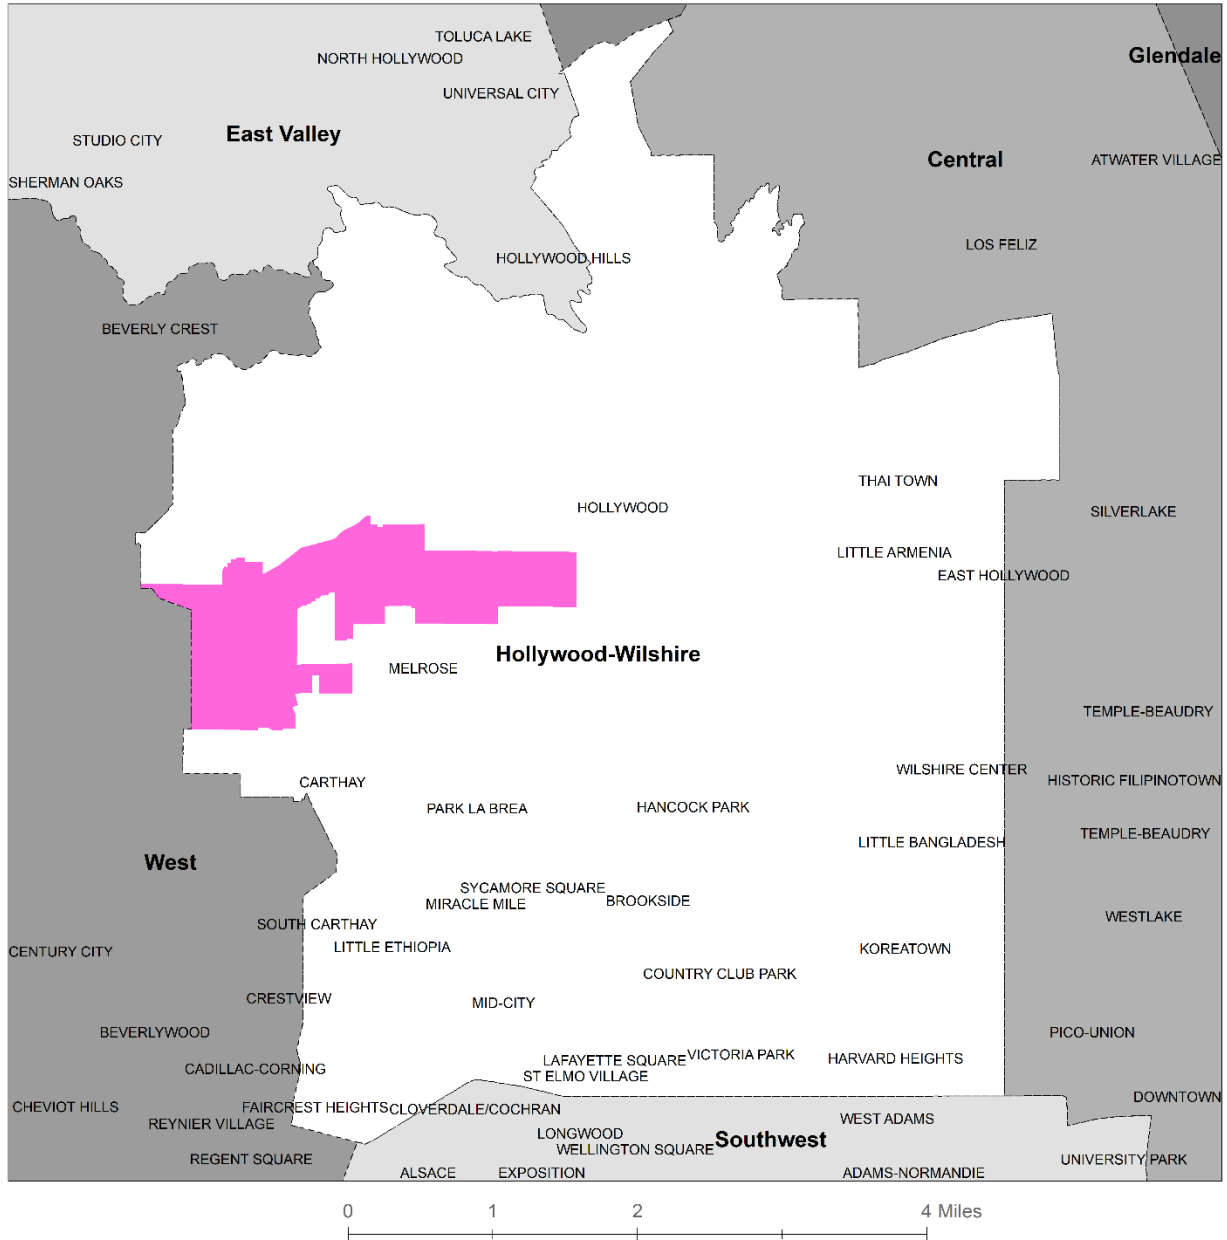 TOLUCA LAKE
NORTH HOLLYWOOD
Glendale
UNIVERSAL CITY
East Valley
STUDIO CITY
Central
ATWATER VILLAGE
SHERMAN OAKS
LOS FELIZ
HOLLYWOOD HILLS
BEVERLY CREST
THAI TOWN
HOLLYWOOD
SILVERLAKE
LITTLE ARMENIA
EAST HOLLYWOOD
Hollywood-Wilshire
MELROSE
TEMPLE-BEAUDRY
WILSHIRE CENTER
CARTHAY
HISTORIC FILIPINOTOWN
PARK LA BREA
HANCOCK PARK
TEMPLE-BEAUDRY
LITTLE BANGLADESH
West
SYCAMORE SQUARE
MIRACLE MILE
BROOKSIDE
WESTLAKE
SOUTH CARTHAY
LITTLE ETHIOPIA
KOREATOWN
CENTURY CITY
COUNTRY CLUB PARK
CRESTVIEW
MID-CITY
BEVERLYWOOD
PICO-UNION
LAFAYETTE SQUARE
VICTORIA PARK
HARVARD HEIGHTS
CADILLAC-CORNING
ST ELMO VILLAGE
DOWNTOWN
CHEVIOT HILLS
FAIRCREST HEIGHTS
CLOVERDALE/COCHRAN
WEST ADAMS
REYNIER VILLAGE
LONGWOOD
Southwest
WELLINGTON SQUARE
REGENT SQUARE
UNIVERSITY PARK
ALSACE
EXPOSITION
ADAMS-NORMANDIE
0 1 2 4 Miles